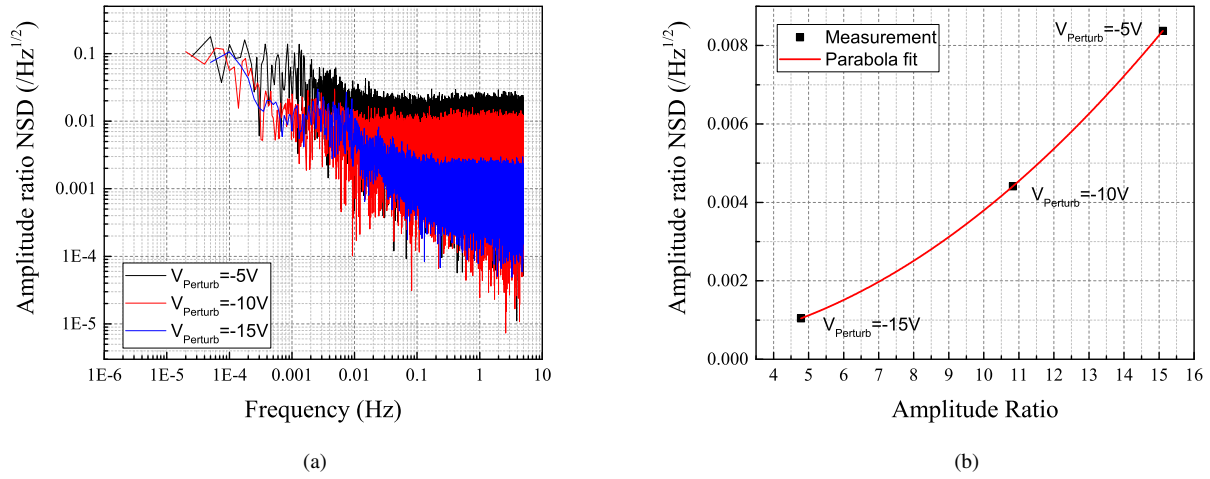 Amplitude ratio NSD (/Hz^1/2)
0.1
0.01
0.001
1E-4
1E-5
V_Perturb=-5V
V_Perturb=-10V
V_Perturb=-15V
1E-6 1E-5 1E-4 0.001 0.01 0.1 1 10
Frequency (Hz)
(a)
Amplitude ratio NSD (/Hz^1/2)
0.008
0.006
0.004
0.002
0.000
Measurement
Parabola fit
V_Perturb=-5V
V_Perturb=-10V
V_Perturb=-15V
4 5 6 7 8 9 10 11 12 13 14 15 16
Amplitude Ratio
(b)